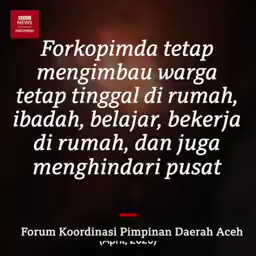 BBC
NEWS
INDONESIA
Forkopimda tetap
mengimbau warga
tetap tinggal di rumah,
ibadah, belajar, bekerja
di rumah, dan juga
menghindari pusat
Forum Koordinasi Pimpinan Daerah Aceh
(April, 2020)